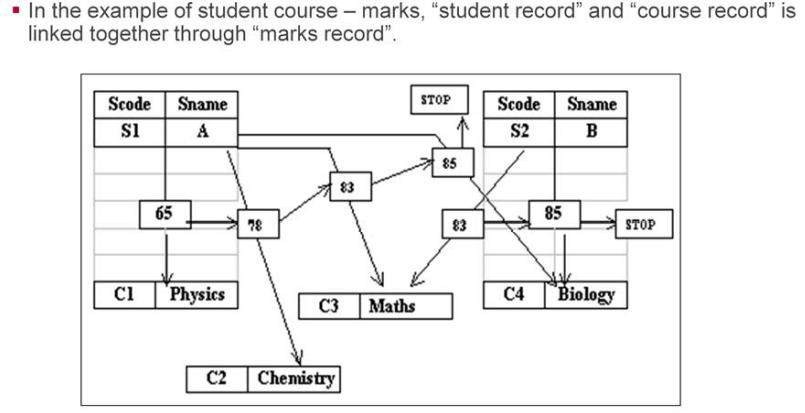 ▪ In the example of student course – marks, “student record” and “course record” is
linked together through “marks record”.
STOP
Scode Sname
Scode Sname
S1 A
S2 B
85
83
65
78
83
85
STOP
C1 Physics
C3 Maths
C4 Biology
C2 Chemistry